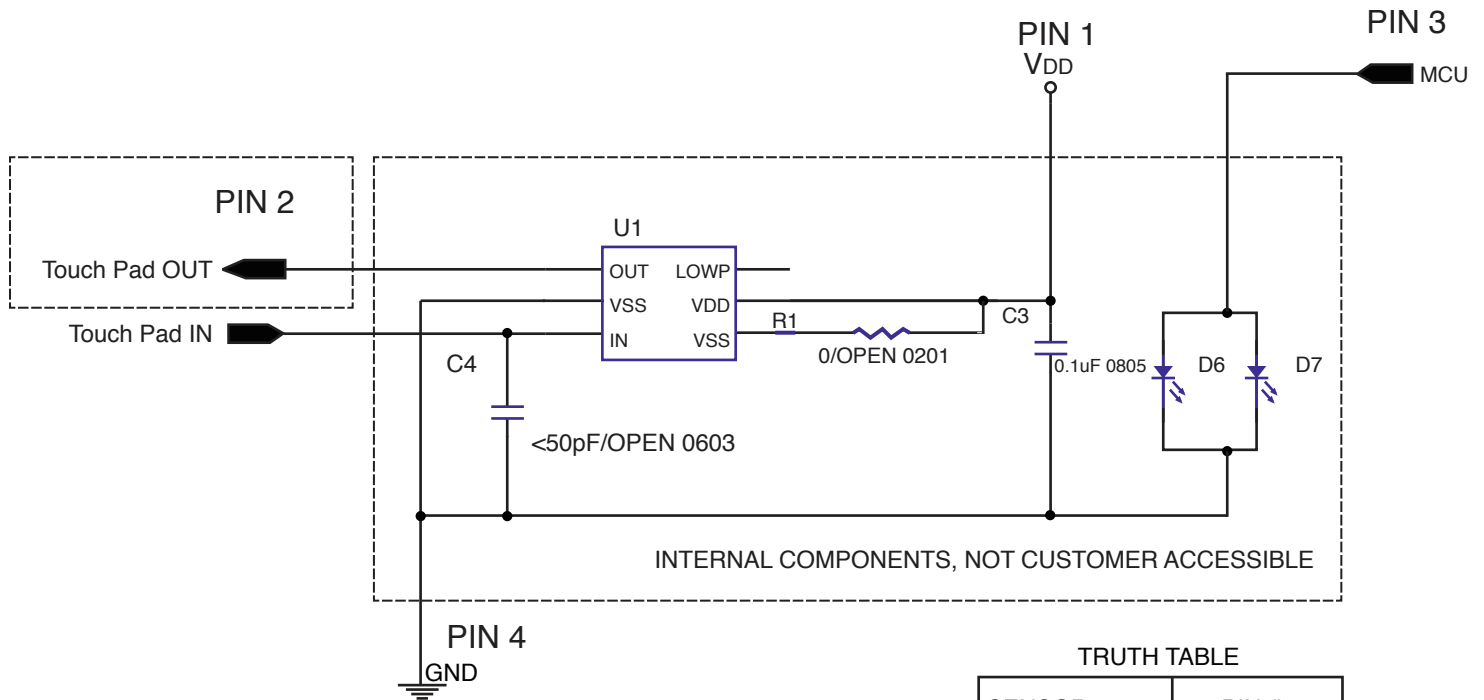 PIN 3
PIN 1
VDD
MCU
PIN 2
U1
Touch Pad OUT
OUT LOWP
VSS VDD
C3
R1
Touch Pad IN
IN VSS
0/OPEN 0201
C4
0.1uF 0805
D6
D7
<50pF/OPEN 0603
INTERNAL COMPONENTS, NOT CUSTOMER ACCESSIBLE
PIN 4
GND
TRUTH TABLE